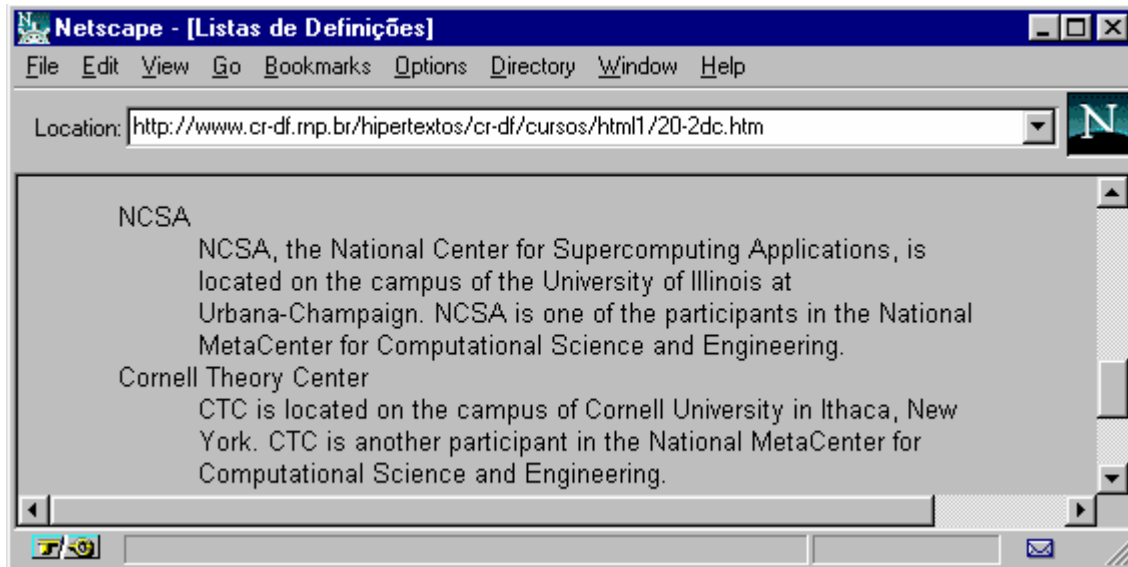 Netscape - [Listas de Definições]
File Edit View Go Bookmarks Options Directory Window Help
Location: http://www.cr-df.rnp.br/hipertextos/cr-df/cursos/html1/20-2dc.htm
N
NCSA
NCSA, the National Center for Supercomputing Applications, is
located on the campus of the University of Illinois at
Urbana-Champaign. NCSA is one of the participants in the National
MetaCenter for Computational Science and Engineering.
Cornell Theory Center
CTC is located on the campus of Cornell University in Ithaca, New
York. CTC is another participant in the National MetaCenter for
Computational Science and Engineering.